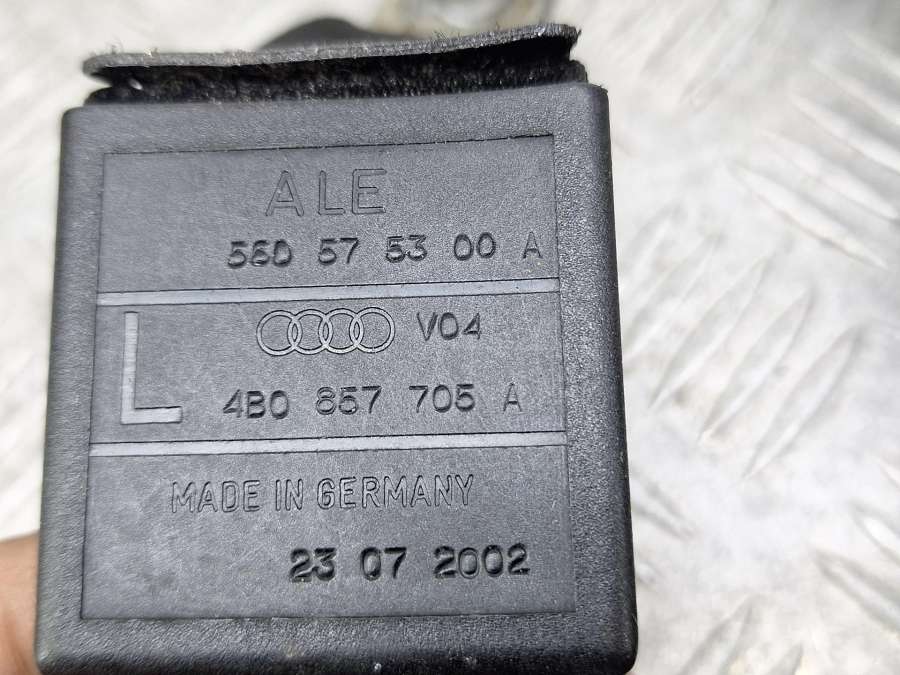 ALE
560 57 53 00 A
V04
L 4B0 857 705 A
MADE IN GERMANY
23 07 2002